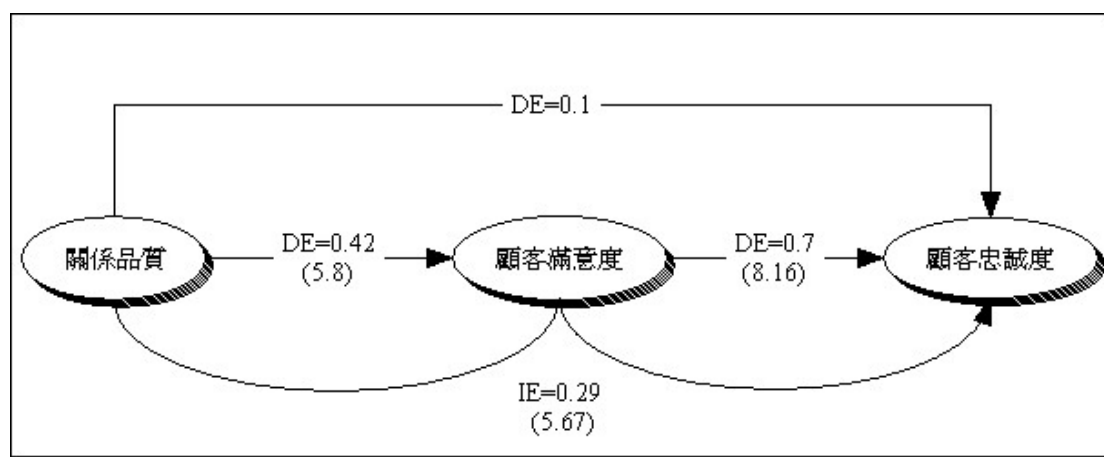 DE=0.1
關係品質
DE=0.42
(5.8)
顧客滿意度
DE=0.7
(8.16)
顧客忠誠度
IE=0.29
(5.67)